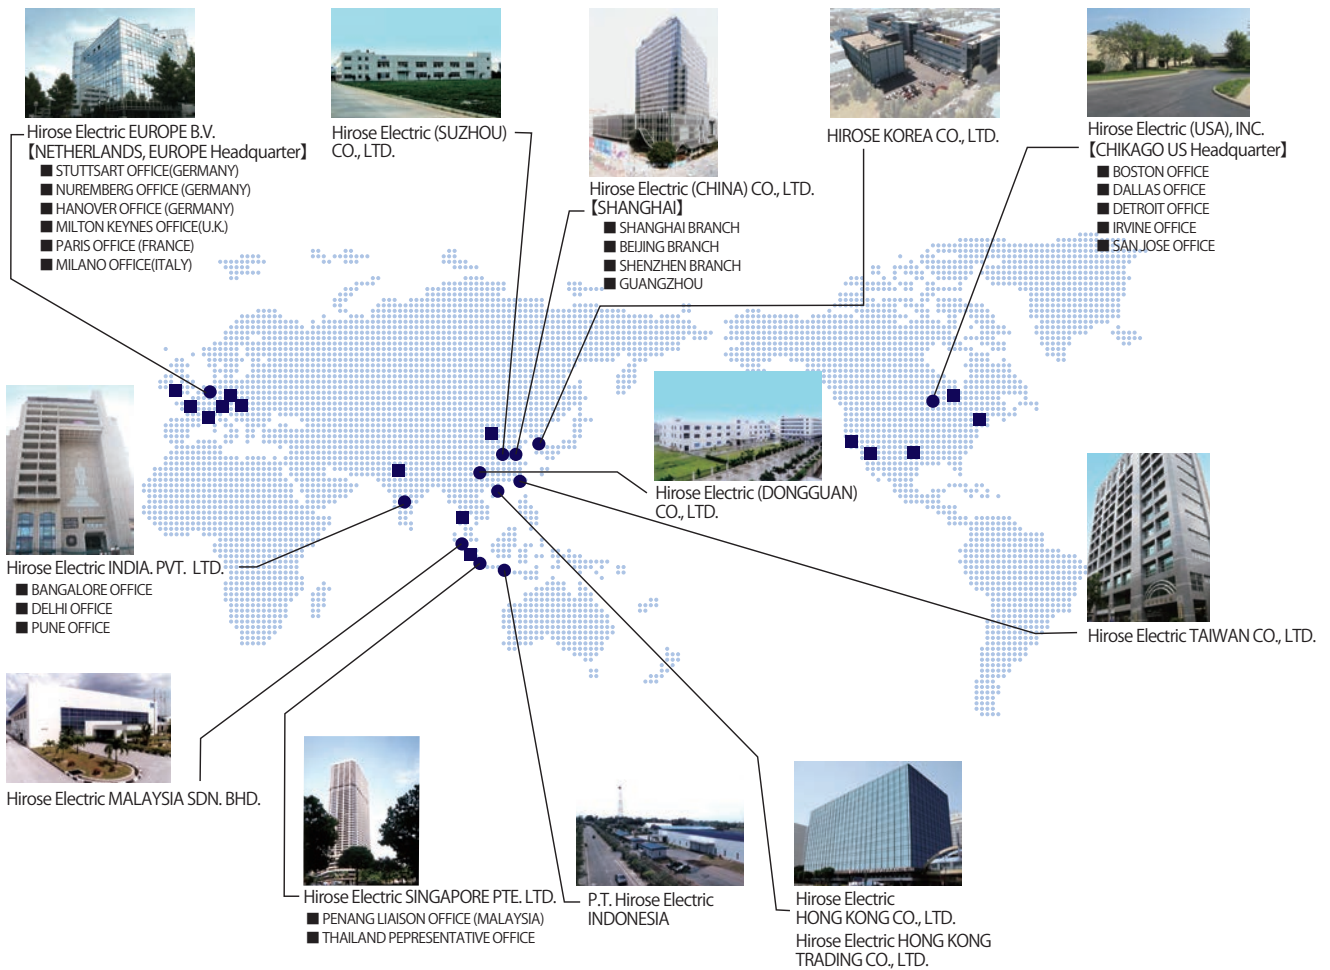 Hirose Electric EUROPE B.V.
【NETHERLANDS, EUROPE Headquarter】
■ STUTTSART OFFICE(GERMANY)
■ NUREMBERG OFFICE (GERMANY)
■ HANOVER OFFICE (GERMANY)
■ MILTON KEYNES OFFICE(U.K.)
■ PARIS OFFICE (FRANCE)
■ MILANO OFFICE(ITALY)
Hirose Electric (SUZHOU)
CO., LTD.
Hirose Electric (CHINA) CO., LTD.
【SHANGHAI】
■ SHANGHAI BRANCH
■ BEIJING BRANCH
■ SHENZHEN BRANCH
■ GUANGZHOU
HIROSE KOREA CO., LTD.
Hirose Electric (USA), INC.
【CHIKAGO US Headquarter】
■ BOSTON OFFICE
■ DALLAS OFFICE
■ DETROIT OFFICE
■ IRVINE OFFICE
■ SAN JOSE OFFICE
Hirose Electric (DONGGUAN)
CO., LTD.
Hirose Electric INDIA. PVT. LTD.
■ BANGALORE OFFICE
■ DELHI OFFICE
■ PUNE OFFICE
Hirose Electric TAIWAN CO., LTD.
Hirose Electric MALAYSIA SDN. BHD.
Hirose Electric SINGAPORE PTE. LTD.
■ PENANG LIAISON OFFICE (MALAYSIA)
■ THAILAND PEPRESENTATIVE OFFICE
P.T. Hirose Electric
INDONESIA
Hirose Electric
HONG KONG CO., LTD.
Hirose Electric HONG KONG
TRADING CO., LTD.